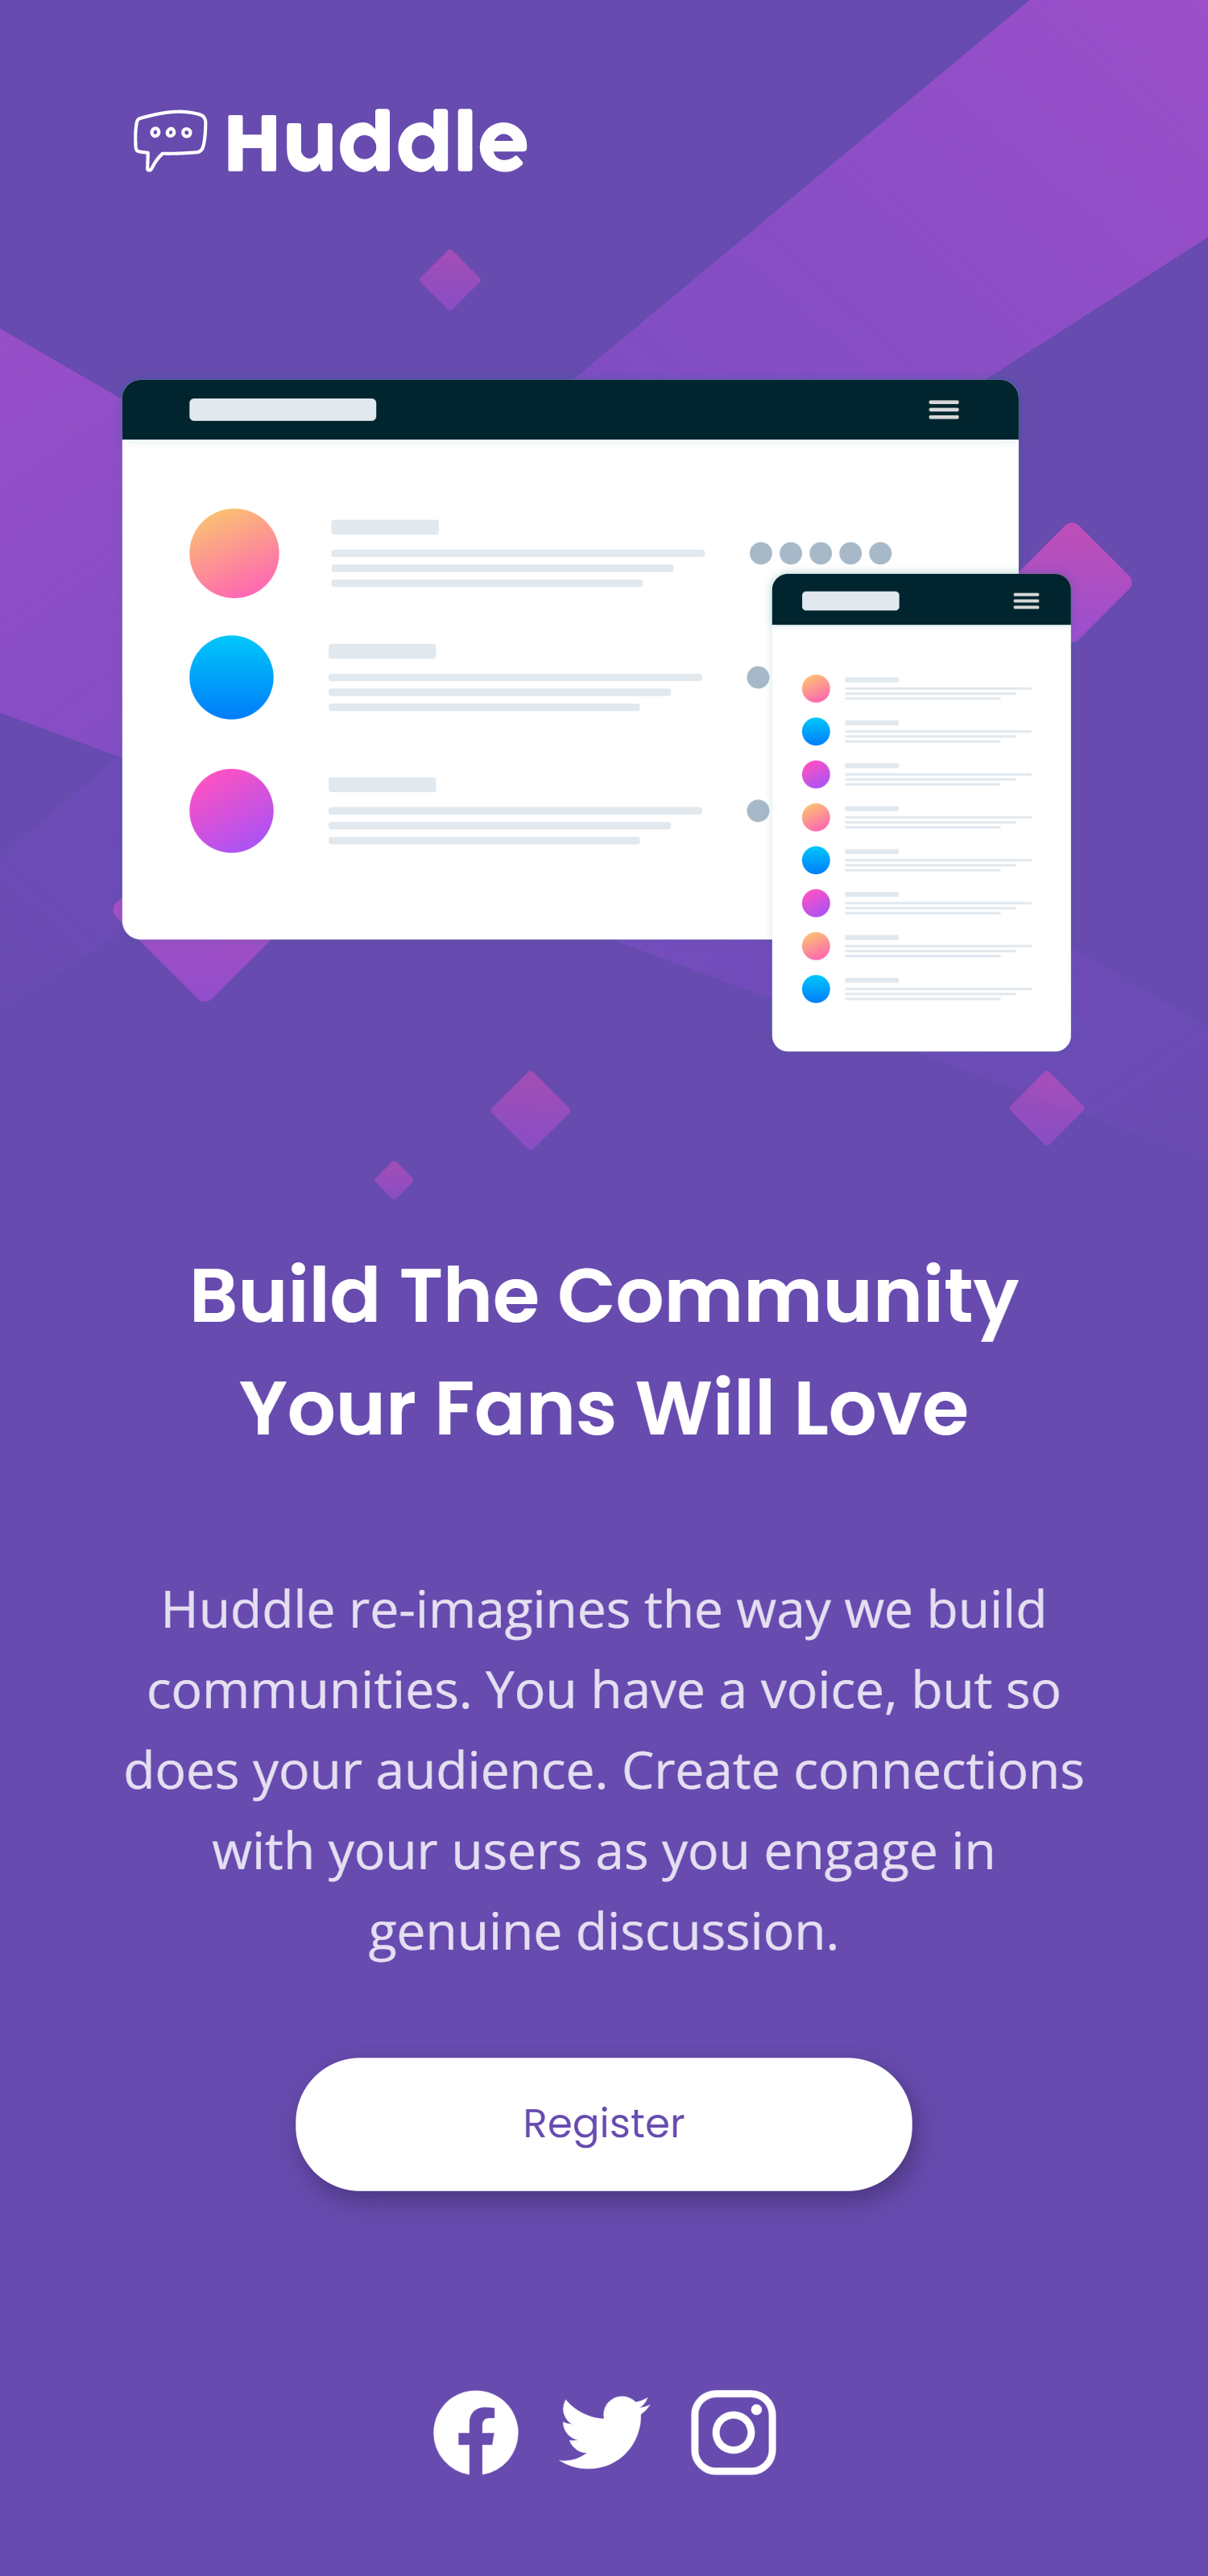 Huddle
Build The Community
Your Fans Will Love
Huddle re-imagines the way we build
communities. You have a voice, but so
does your audience. Create connections
with your users as you engage in
genuine discussion.
Register